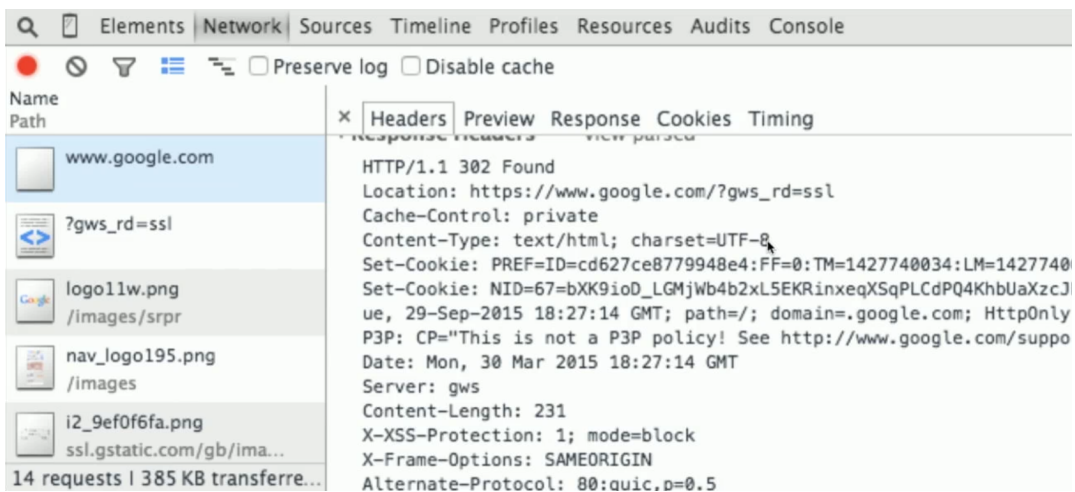 Elements Network Sources Timeline Profiles Resources Audits Console
Preserve log Disable cache
Name
Path
× Headers Preview Response Cookies Timing
Response Headers view parsed
www.google.com
?gws_rd=ssl
logo11w.png
/images/srpr
nav_logo195.png
/images
i2_9ef0f6fa.png
ssl.gstatic.com/gb/ima...
14 requests | 385 KB transferre...
HTTP/1.1 302 Found
Location: https://www.google.com/?gws_rd=ssl
Cache-Control: private
Content-Type: text/html; charset=UTF-8
Set-Cookie: PREF=ID=cd627ce8779948e4:FF=0:TM=1427740034:LM=14277400
Set-Cookie: NID=67=bXK9ioD_LGMjWb4b2xL5EKRinxeqXSqPLCdPQ4KhbUaXzcJ
ue, 29-Sep-2015 18:27:14 GMT; path=/; domain=.google.com; HttpOnly
P3P: CP="This is not a P3P policy! See http://www.google.com/suppo
Date: Mon, 30 Mar 2015 18:27:14 GMT
Server: gws
Content-Length: 231
X-XSS-Protection: 1; mode=block
X-Frame-Options: SAMEORIGIN
Alternate-Protocol: 80:quic,p=0.5